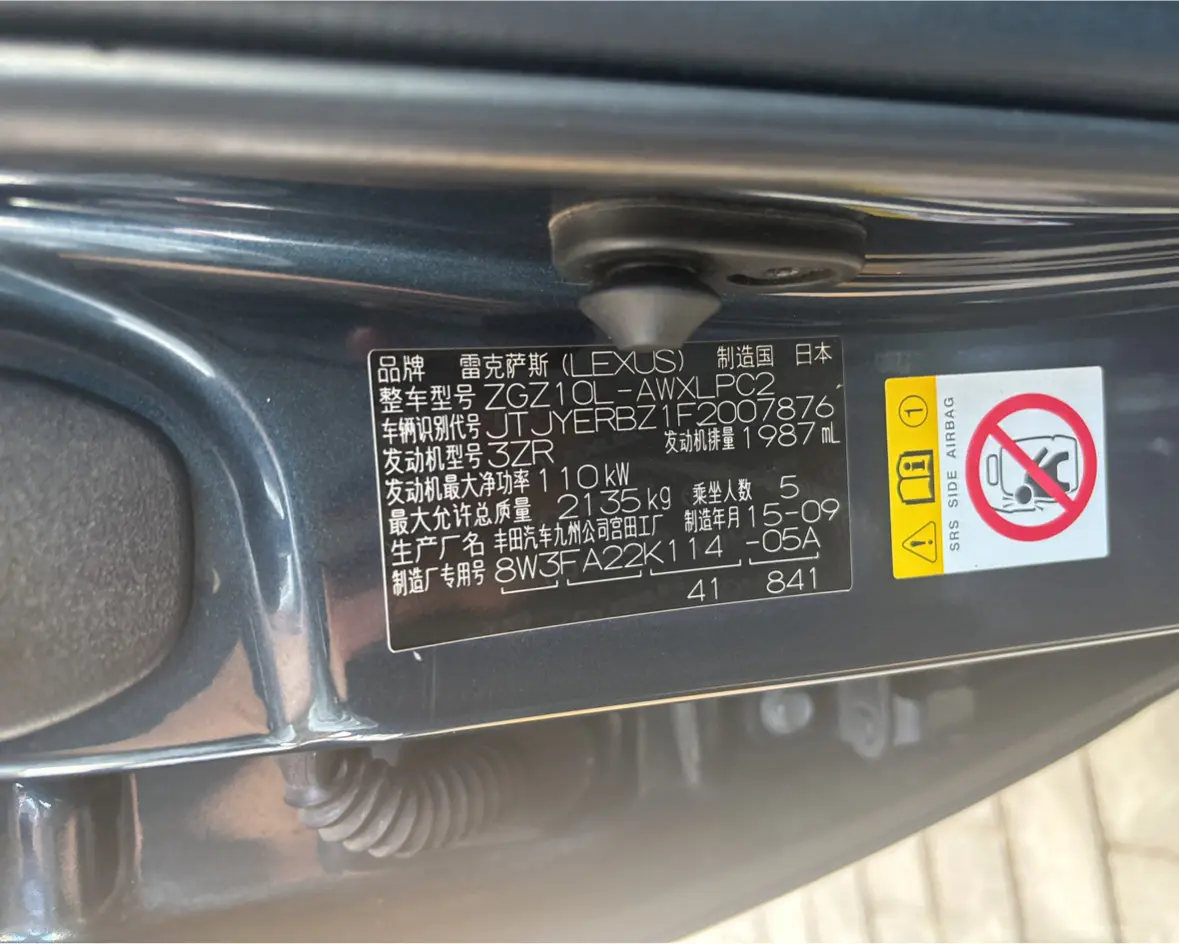 品牌 雷克萨斯(LEXUS) 制造国 日本
整车型号 ZGZ10L-AWXLPC2
车辆识别代号 JTJYERBZ1F2007876
发动机型号 3ZR 发动机排量 1987mL
发动机最大净功率 110kW
最大允许总质量 2135kg 乘坐人数 5
生产厂名 丰田汽车九州公司宫田工厂 制造年月 15-09
制造厂专用号 8W3FA22K114 -05A
41 841
1
SRS SIDE AIRBAG